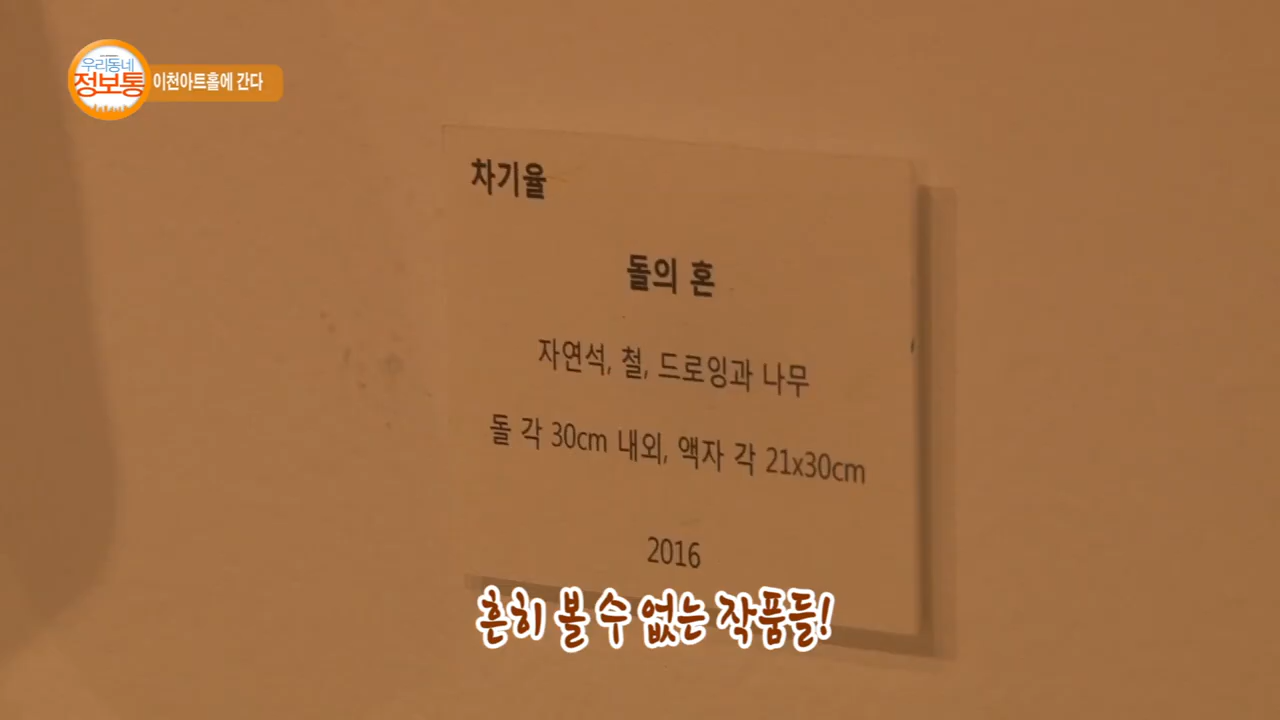 우리동네
정보통
이천아트홀에 간다
차기율
돌의 혼
자연석, 철, 드로잉과 나무
돌 각 30cm 내외, 액자 각 21x30cm
2016
흔히 볼 수 없는 작품들!